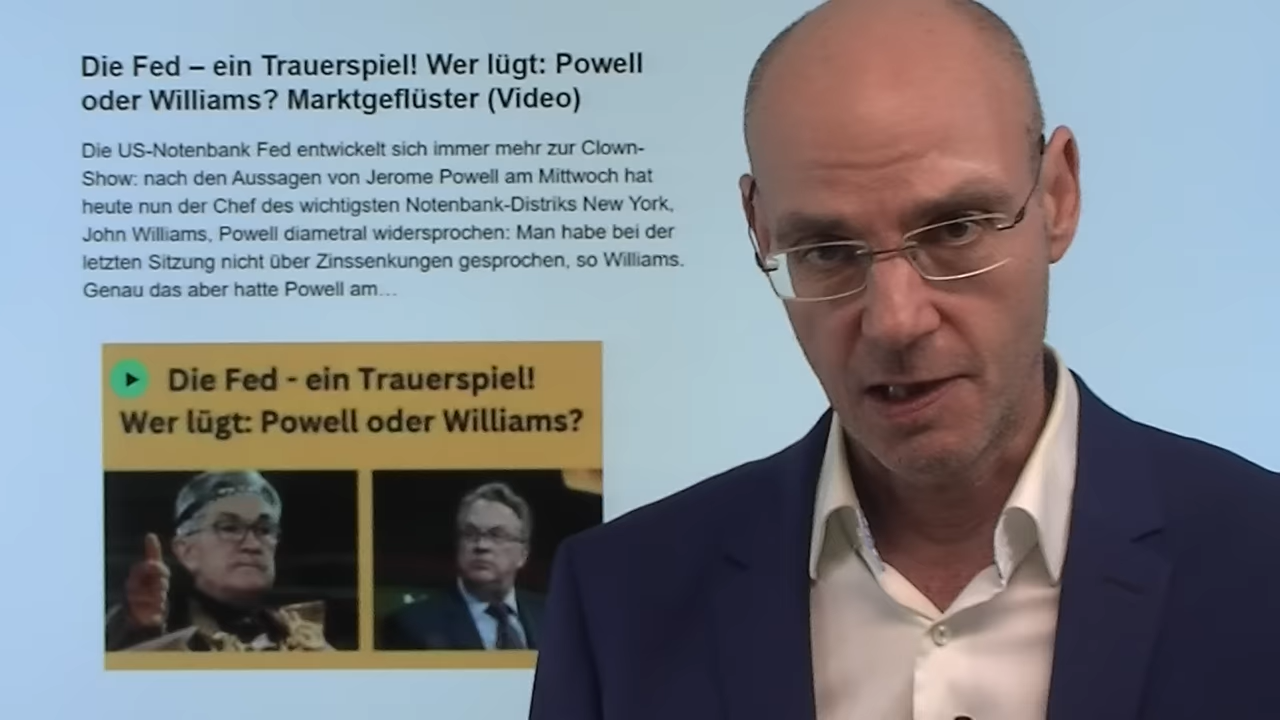 Die Fed – ein Trauerspiel! Wer lügt: Powell
oder Williams? Marktgeflüster (Video)
Die US-Notenbank Fed entwickelt sich immer mehr zur Clown-
Show: nach den Aussagen von Jerome Powell am Mittwoch hat
heute nun der Chef des wichtigsten Notenbank-Distriks New York,
John Williams, Powell diametral widersprochen: Man habe bei der
letzten Sitzung nicht über Zinssenkungen gesprochen, so Williams.
Genau das aber hatte Powell am…
Die Fed - ein Trauerspiel!
Wer lügt: Powell oder Williams?